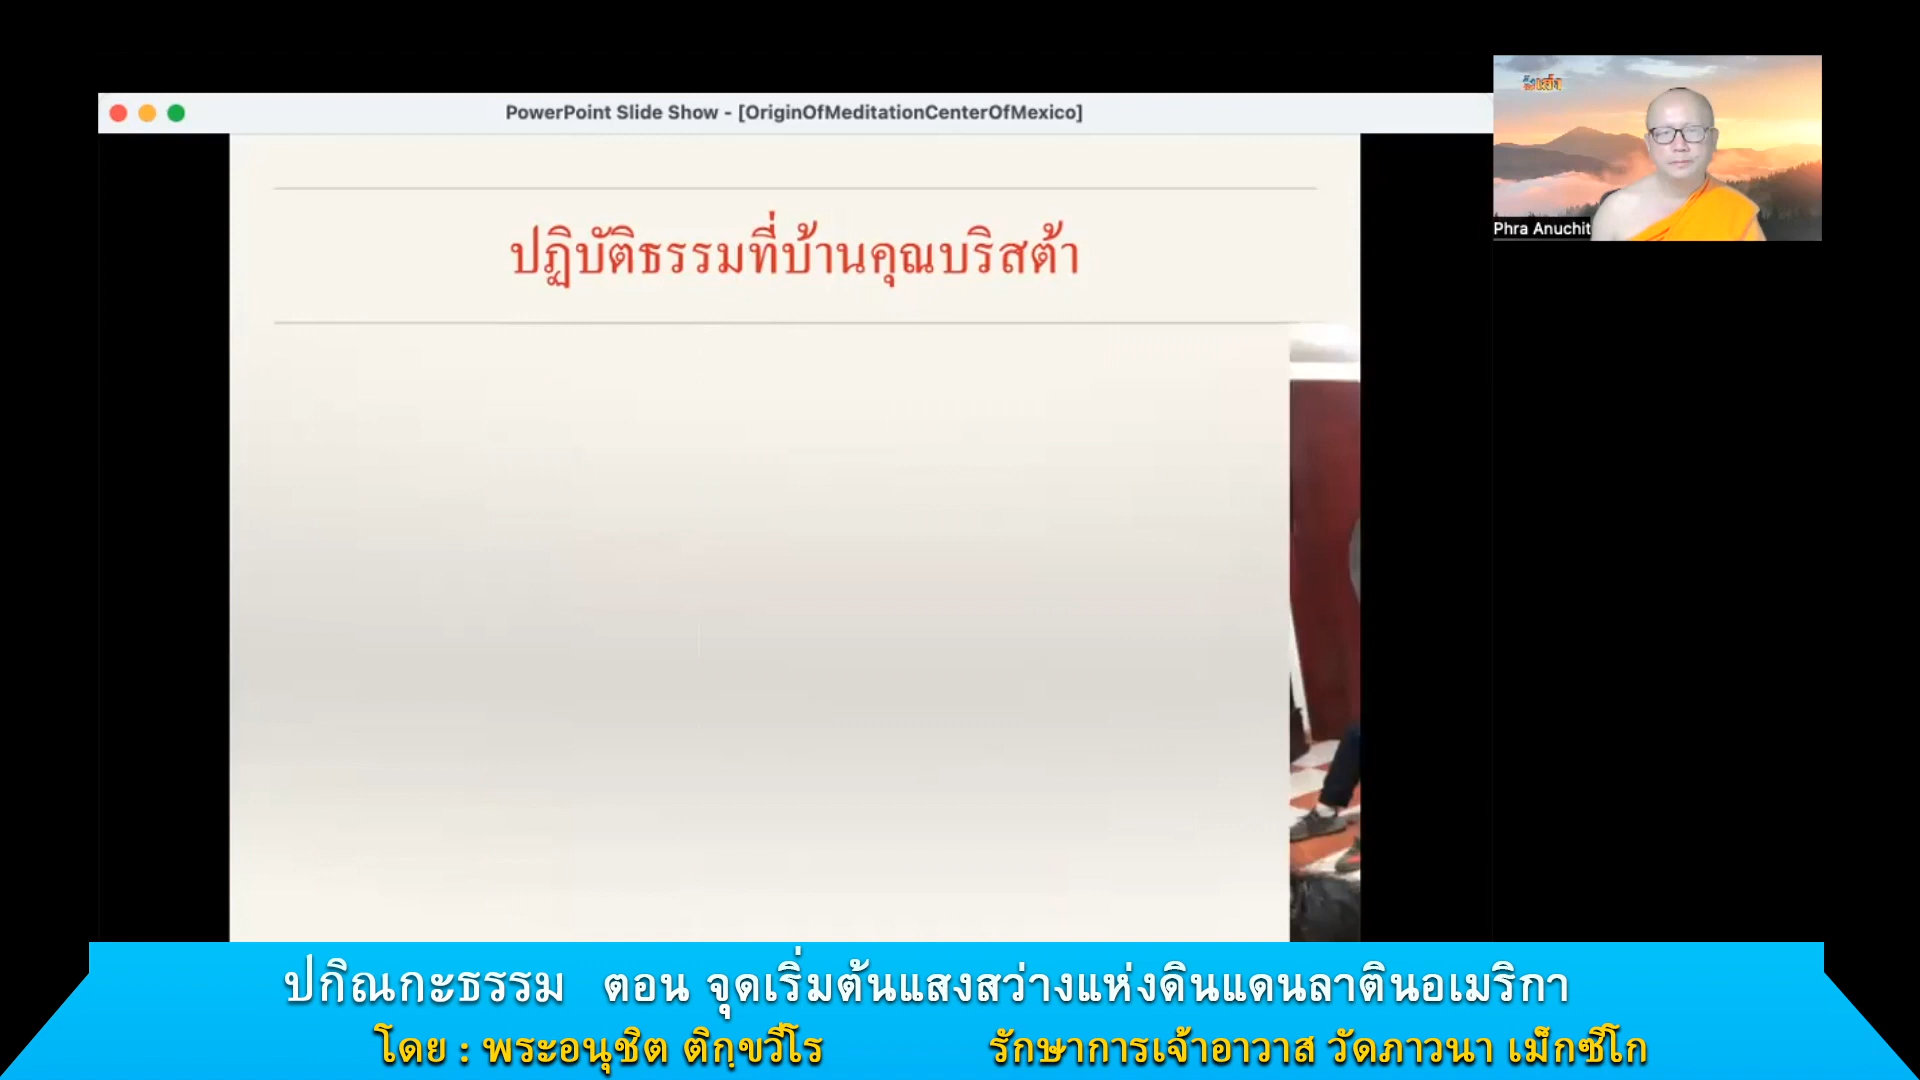 PowerPoint Slide Show - [OriginOfMeditationCenterOfMexico]
Phra Anuchit
ปฏิบัติธรรมที่บ้านคุณบริสต้า
ปกิณกะธรรม ตอน จุดเริ่มต้นแสงสว่างแห่งดินแดนลาตินอเมริกา
โดย : พระอนุชิต ติกฺขวีโร รักษาการเจ้าอาวาส วัดภาวนา เม็กซิโก